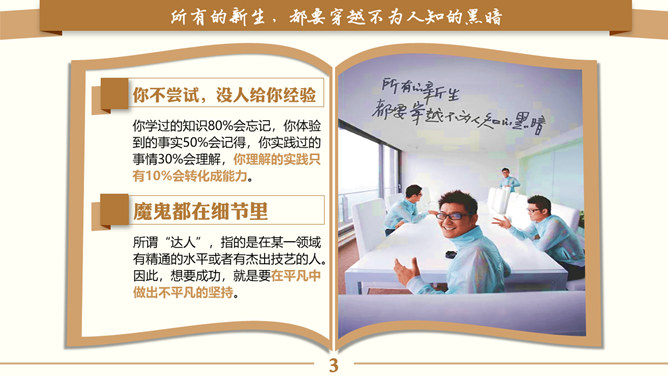 所有的新生，都要穿越不为人知的黑暗
你不尝试，没人给你经验
你学过的知识80%会忘记，你体验
到的事实50%会记得，你实践过的
事情30%会理解，你理解的实践只
有10%会转化成能力。
魔鬼都在细节里
所谓“达人”，指的是在某一领域
有精通的水平或者有杰出技艺的人。
因此，想要成功，就是要在平凡中
做出不平凡的坚持。
所有的新生
都要穿越不为人知的黑暗
3